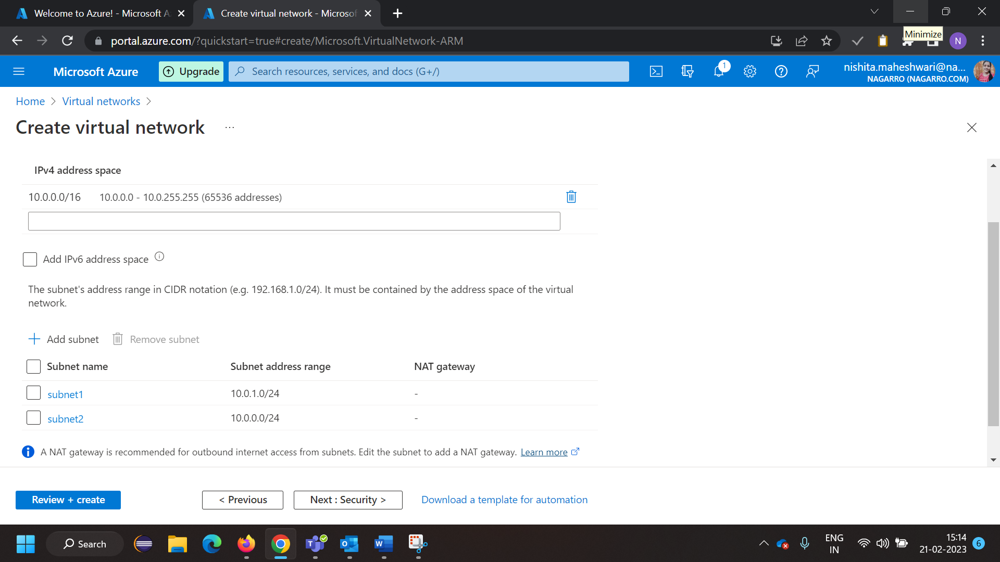 Welcome to Azure! - Microsoft A
Create virtual network - Microsof
portal.azure.com/?quickstart=true#create/Microsoft.VirtualNetwork-ARM
Minimize
N
Microsoft Azure
Upgrade
Search resources, services, and docs (G+/)
1
nishita.maheshwari@na...
NAGARRO (NAGARRO.COM)
Home > Virtual networks >
Create virtual network ...
IPv4 address space
10.0.0.0/16 10.0.0.0 - 10.0.255.255 (65536 addresses)
Add IPv6 address space
The subnet's address range in CIDR notation (e.g. 192.168.1.0/24). It must be contained by the address space of the virtual
network.
+ Add subnet Remove subnet
Subnet name Subnet address range NAT gateway
subnet1 10.0.1.0/24 -
subnet2 10.0.0.0/24 -
A NAT gateway is recommended for outbound internet access from subnets. Edit the subnet to add a NAT gateway. Learn more
Review + create < Previous Next : Security > Download a template for automation
Search
ENG
IN
15:14
21-02-2023
6